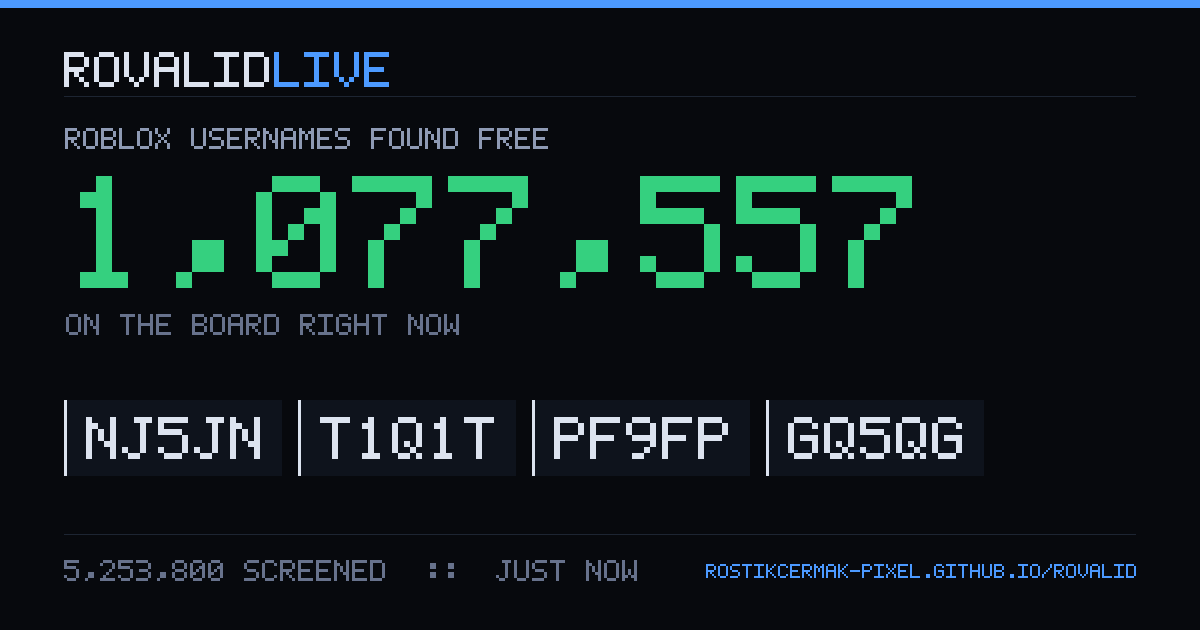 ROVALIDLIVE
ROBLOX USERNAMES FOUND FREE
1,077,557
ON THE BOARD RIGHT NOW
NJ5JN T1Q1T PF9FP GQ5QG
5,253,800 SCREENED :: JUST NOW ROSTIKCERMAK-PIXEL.GITHUB.IO/ROVALID